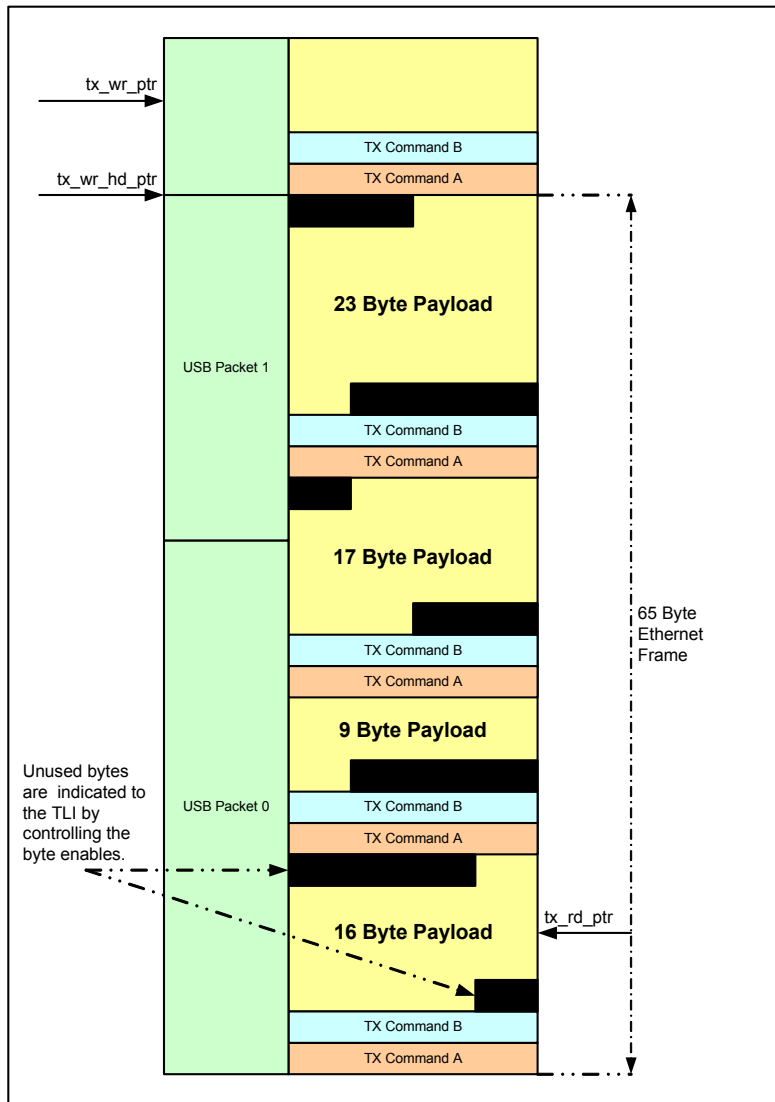 tx_wr_ptr
TX Command B
tx_wr_hd_ptr
TX Command A
23 Byte Payload
USB Packet 1
TX Command B
TX Command A
17 Byte Payload
65 Byte
Ethernet
Frame
TX Command B
TX Command A
9 Byte Payload
Unused bytes
are indicated to
the TLI by
controlling the
byte enables.
USB Packet 0
TX Command B
TX Command A
16 Byte Payload
tx_rd_ptr
TX Command B
TX Command A